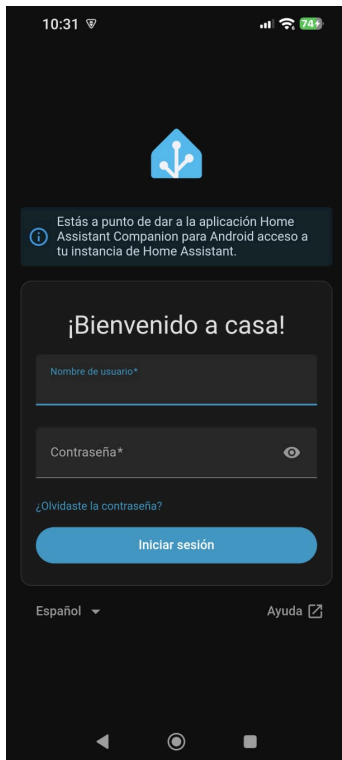 10:31
74
Estás a punto de dar a la aplicación Home
Assistant Companion para Android acceso a
tu instancia de Home Assistant.
¡Bienvenido a casa!
Nombre de usuario*
Contraseña*
¿Olvidaste la contraseña?
Iniciar sesión
Español
Ayuda